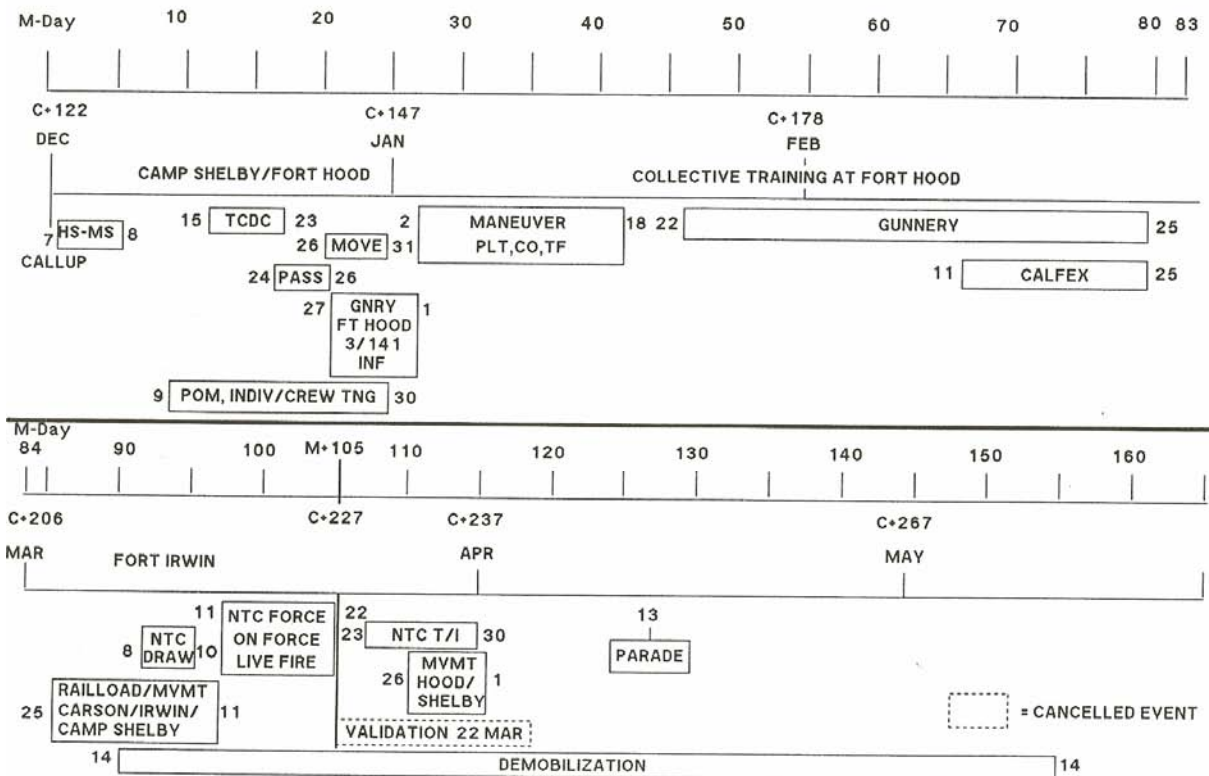 M-Day 10 20 30 40 50 60 70 80 83
C+122 C+147 C+178
DEC JAN FEB
CAMP SHELBY/FORT HOOD COLLECTIVE TRAINING AT FORT HOOD
7 HS-MS 8 15 TCDC 23 2 MANEUVER 18 22 GUNNERY 25
CALLUP 26 MOVE 31 PLT,CO,TF
24 PASS 26 11 CALFEX 25
27 GNRY 1
FT HOOD
3/141
INF
9 POM, INDIV/CREW TNG 30
M-Day
84 90 100 M+105 110 120 130 140 150 160
C+206 C+227 C+237 C+267
MAR FORT IRWIN APR MAY
11 NTC FORCE 22 13
8 NTC 10 ON FORCE 23 NTC T/I 30
DRAW LIVE FIRE PARADE
25 RAILLOAD/MVMT 11 26 MVMT 1
CARSON/IRWIN/ HOOD/
CAMP SHELBY SHELBY = CANCELLED EVENT
VALIDATION 22 MAR
14 DEMOBILIZATION 14